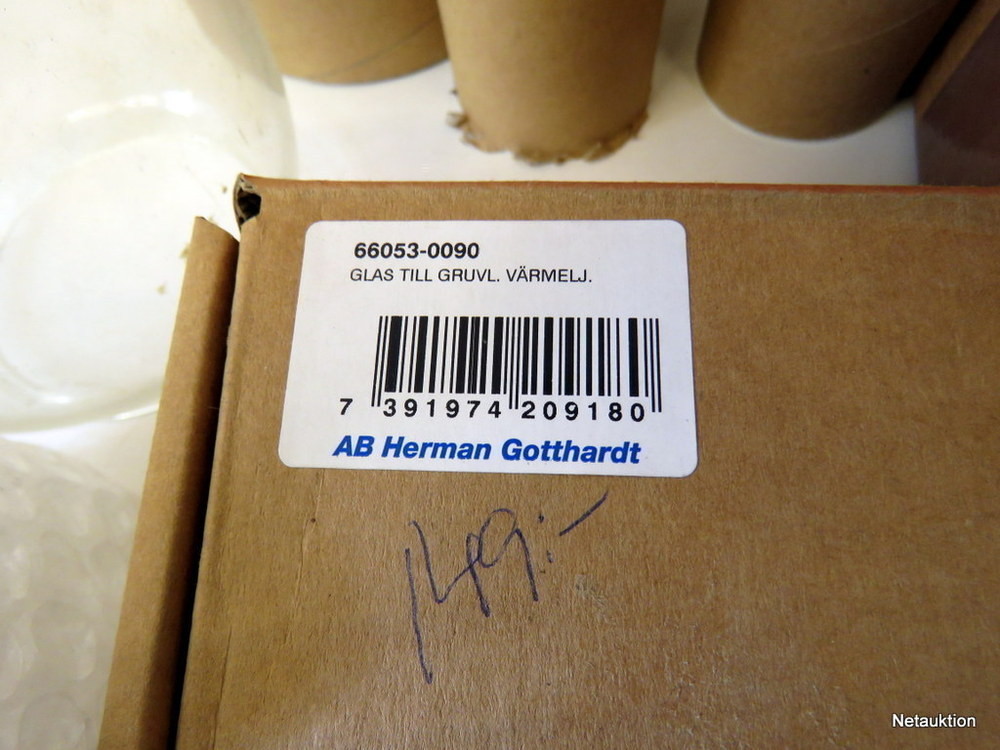 66053-0090
GLAS TILL GRUVL. VÄRMELJ.
7 391974 209180
AB Herman Gotthardt
149:-
Netauktion